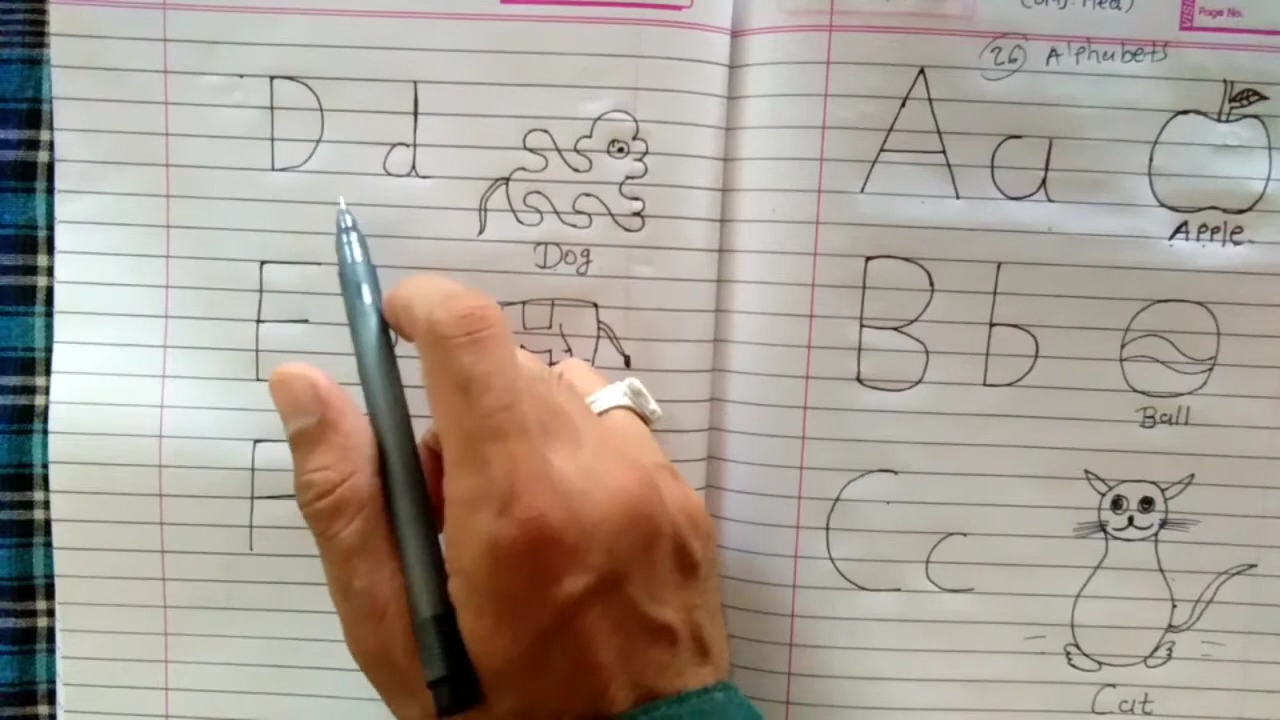 Page No.
26 Alphabets
D d
Dog
E
F
A a
Apple
B b
Ball
C c
Cat